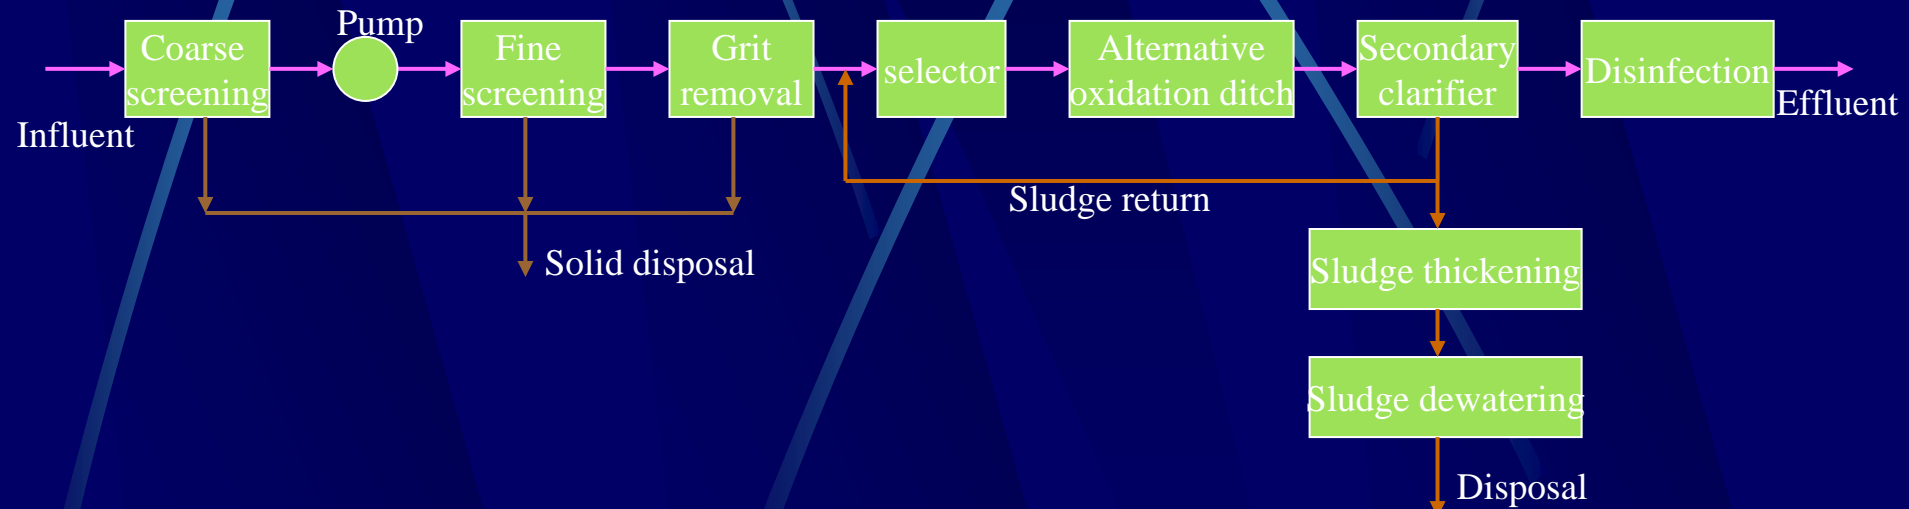 Pump
Coarse
screening
Fine
screening
Grit
removal
selector
Alternative
oxidation ditch
Secondary
clarifier
Disinfection
Influent
Effluent
Sludge return
Solid disposal
Sludge thickening
Sludge dewatering
Disposal